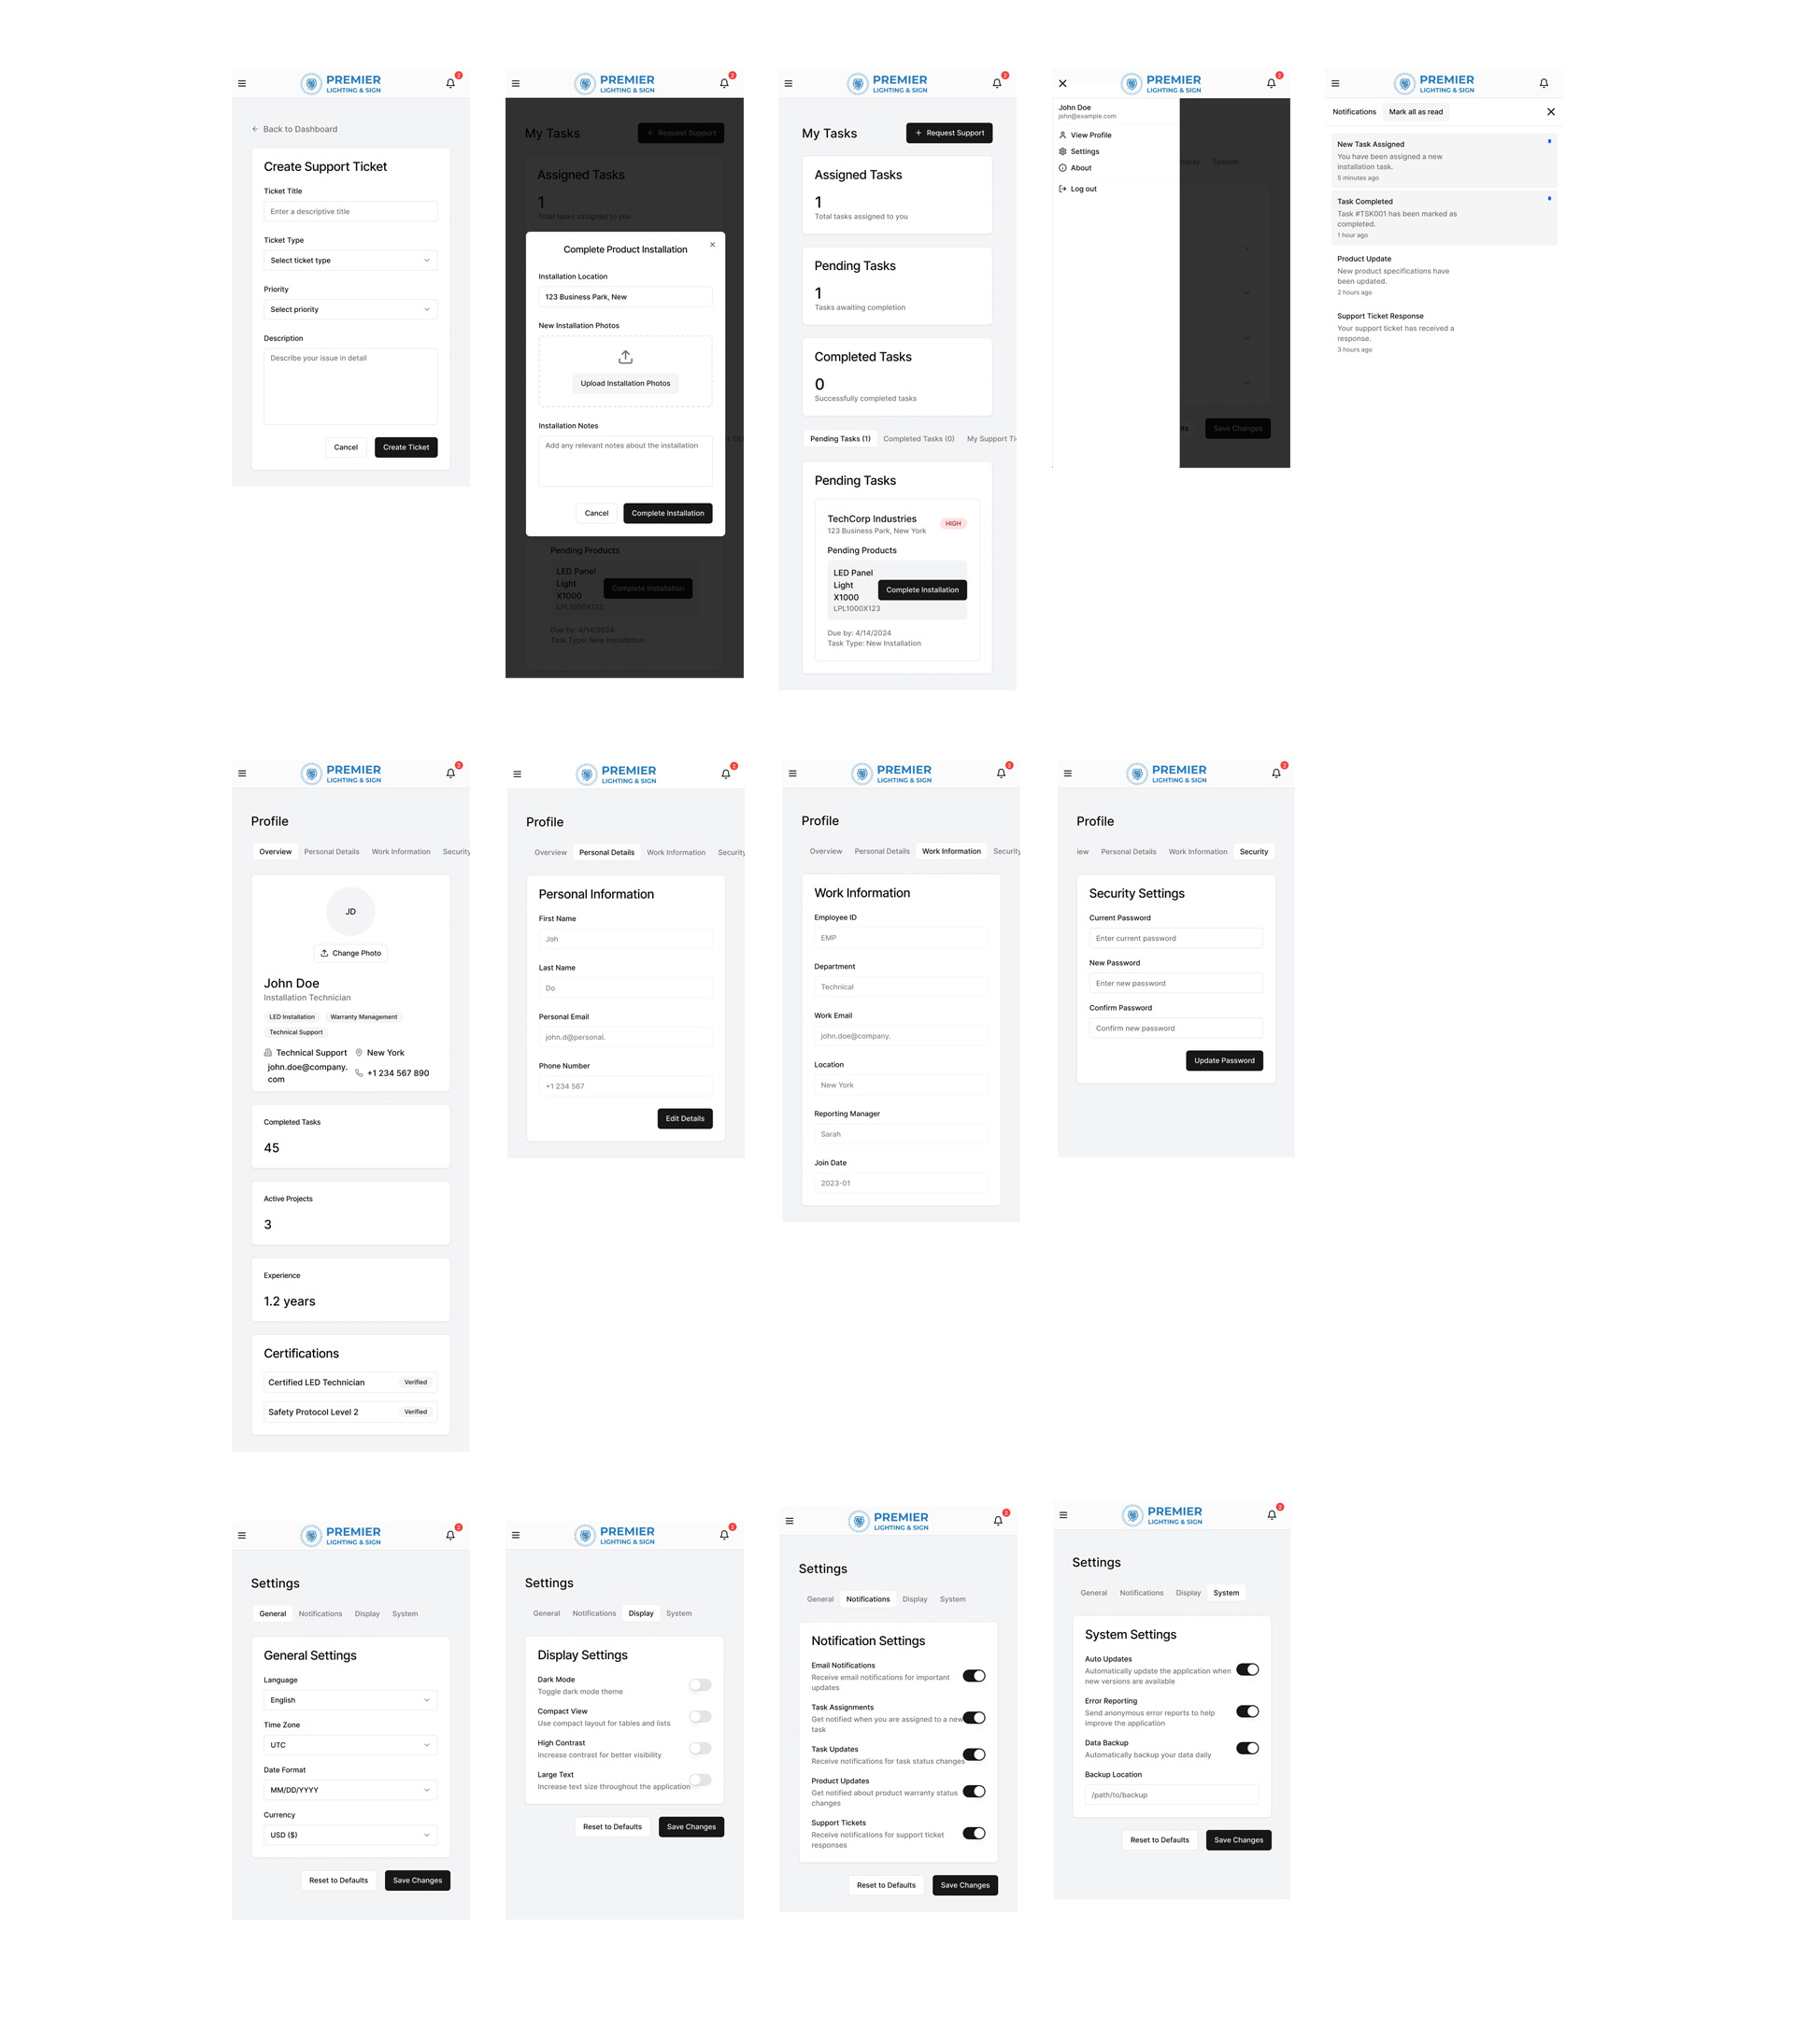 PREMIER
LIGHTING & SIGN
2
Back to Dashboard
Create Support Ticket
Ticket Title
Enter a descriptive title
Ticket Type
Select ticket type
Priority
Select priority
Description
Describe your issue in detail
Cancel
Create Ticket
PREMIER
LIGHTING & SIGN
2
My Tasks
+ Request Support
Assigned Tasks
1
Total tasks assigned to you
Complete Product Installation
Installation Location
123 Business Park, New
New Installation Photos
Upload Installation Photos
Installation Notes
Add any relevant notes about the installation
Cancel
Complete Installation
Pending Products
LED Panel
Light
X1000
LPL1000X123
Complete Installation
Due by: 4/14/2024
Task Type: New Installation
PREMIER
LIGHTING & SIGN
2
My Tasks
+ Request Support
Assigned Tasks
1
Total tasks assigned to you
Pending Tasks
1
Tasks awaiting completion
Completed Tasks
0
Successfully completed tasks
Pending Tasks (1)
Completed Tasks (0)
My Support Ti
Pending Tasks
TechCorp Industries
123 Business Park, New York
HIGH
Pending Products
LED Panel
Light
X1000
LPL1000X123
Complete Installation
Due by: 4/14/2024
Task Type: New Installation
PREMIER
LIGHTING & SIGN
2
John Doe
john@example.com
View Profile
Settings
About
Log out
System
Save Changes
PREMIER
LIGHTING & SIGN
Notifications
Mark all as read
New Task Assigned
You have been assigned a new
installation task.
5 minutes ago
Task Completed
Task #TSK001 has been marked as
completed.
1 hour ago
Product Update
New product specifications have
been updated.
2 hours ago
Support Ticket Response
Your support ticket has received a
response.
3 hours ago
PREMIER
LIGHTING & SIGN
2
Profile
Overview
Personal Details
Work Information
Security
JD
Change Photo
John Doe
Installation Technician
LED Installation
Warranty Management
Technical Support
Technical Support
New York
john.doe@company.
com
+1 234 567 890
Completed Tasks
45
Active Projects
3
Experience
1.2 years
Certifications
Certified LED Technician
Verified
Safety Protocol Level 2
Verified
PREMIER
LIGHTING & SIGN
2
Profile
Overview
Personal Details
Work Information
Security
Personal Information
First Name
Joh
Last Name
Do
Personal Email
john.d@personal.
Phone Number
+1 234 567
Edit Details
PREMIER
LIGHTING & SIGN
2
Profile
Overview
Personal Details
Work Information
Security
Work Information
Employee ID
EMP
Department
Technical
Work Email
john.doe@company.
Location
New York
Reporting Manager
Sarah
Join Date
2023-01
PREMIER
LIGHTING & SIGN
2
Profile
iew
Personal Details
Work Information
Security
Security Settings
Current Password
Enter current password
New Password
Enter new password
Confirm Password
Confirm new password
Update Password
PREMIER
LIGHTING & SIGN
2
Settings
General
Notifications
Display
System
General Settings
Language
English
Time Zone
UTC
Date Format
MM/DD/YYYY
Currency
USD ($)
Reset to Defaults
Save Changes
PREMIER
LIGHTING & SIGN
2
Settings
General
Notifications
Display
System
Display Settings
Dark Mode
Toggle dark mode theme
Compact View
Use compact layout for tables and lists
High Contrast
Increase contrast for better visibility
Large Text
Increase text size throughout the application
Reset to Defaults
Save Changes
PREMIER
LIGHTING & SIGN
2
Settings
General
Notifications
Display
System
Notification Settings
Email Notifications
Receive email notifications for important
updates
Task Assignments
Get notified when you are assigned to a new
task
Task Updates
Receive notifications for task status changes
Product Updates
Get notified about product warranty status
changes
Support Tickets
Receive notifications for support ticket
responses
Reset to Defaults
Save Changes
PREMIER
LIGHTING & SIGN
2
Settings
General
Notifications
Display
System
System Settings
Auto Updates
Automatically update the application when
new versions are available
Error Reporting
Send anonymous error reports to help
improve the application
Data Backup
Automatically backup your data daily
Backup Location
/path/to/backup
Reset to Defaults
Save Changes